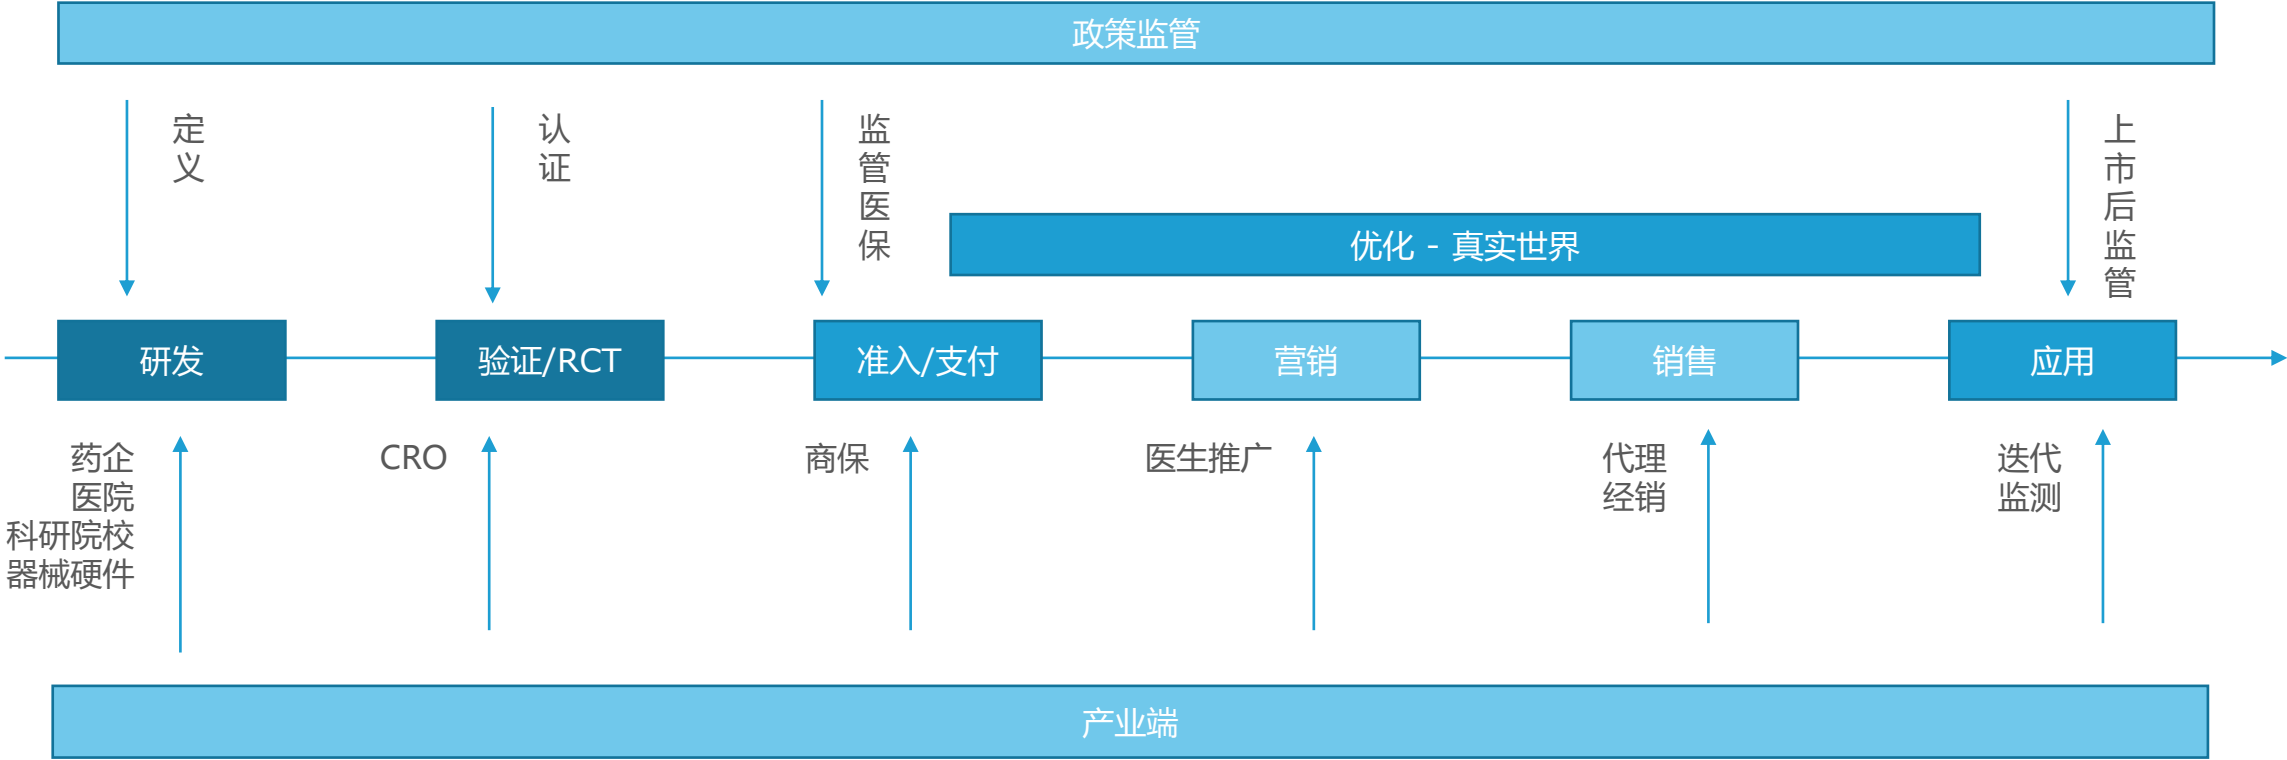 政策监管
定义
认证
监管医保
上市后监管
优化 - 真实世界
研发
验证/RCT
准入/支付
营销
销售
应用
药企
医院
科研院校
器械硬件
CRO
商保
医生推广
代理
经销
迭代
监测
产业端